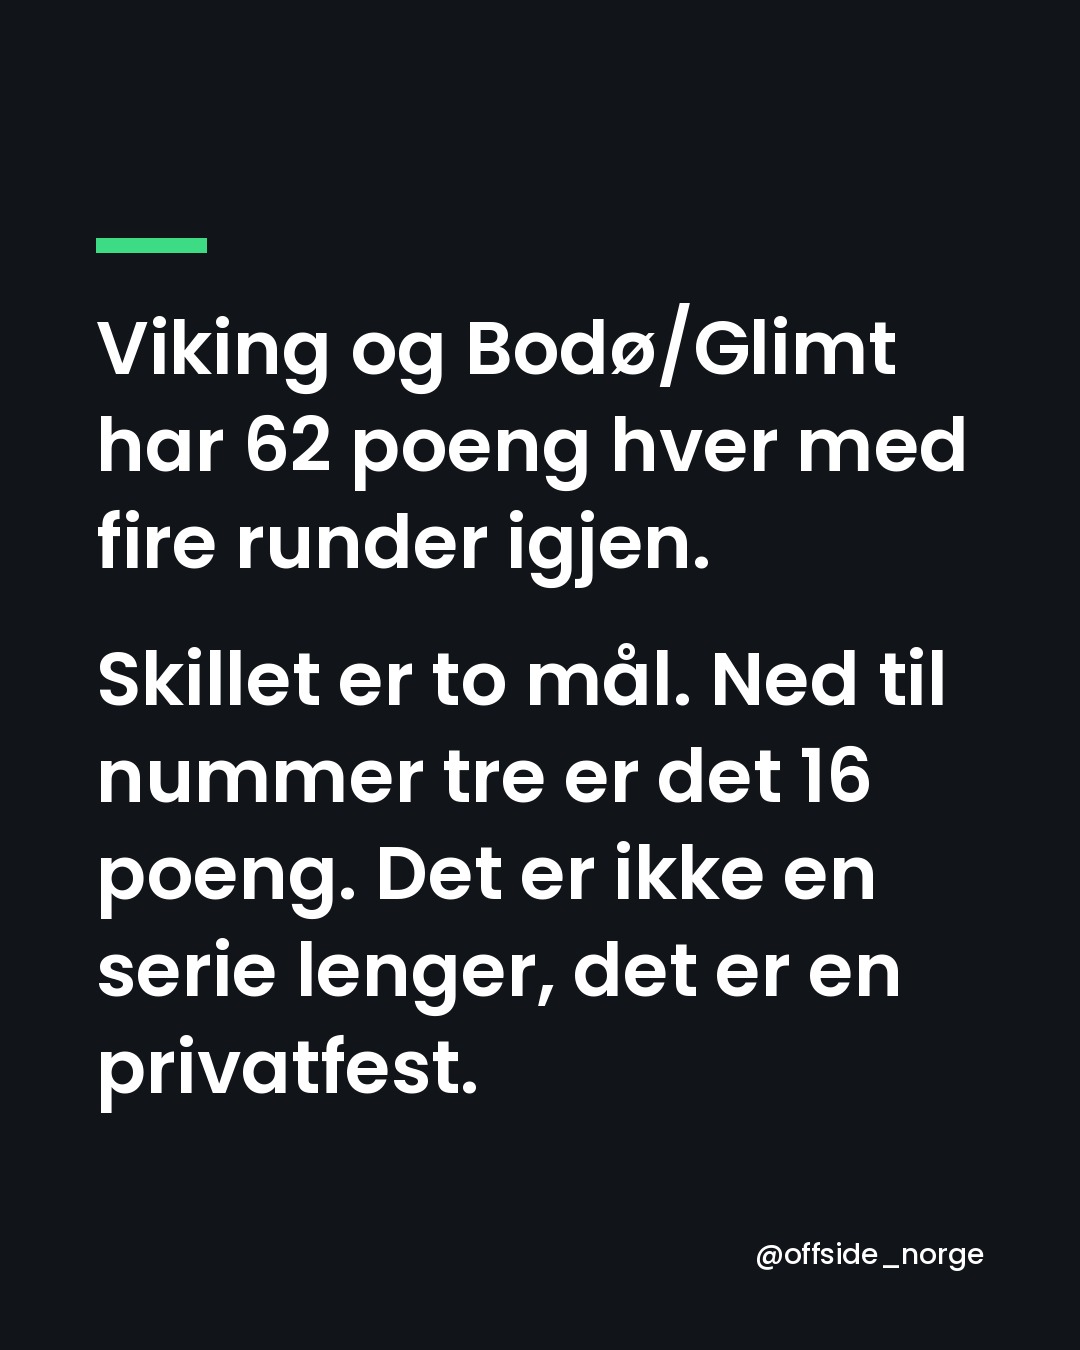 Viking og Bodø/Glimt
har 62 poeng hver med
fire runder igjen.
Skillet er to mål. Ned til
nummer tre er det 16
poeng. Det er ikke en
serie lenger, det er en
privatfest.
@offside_norge